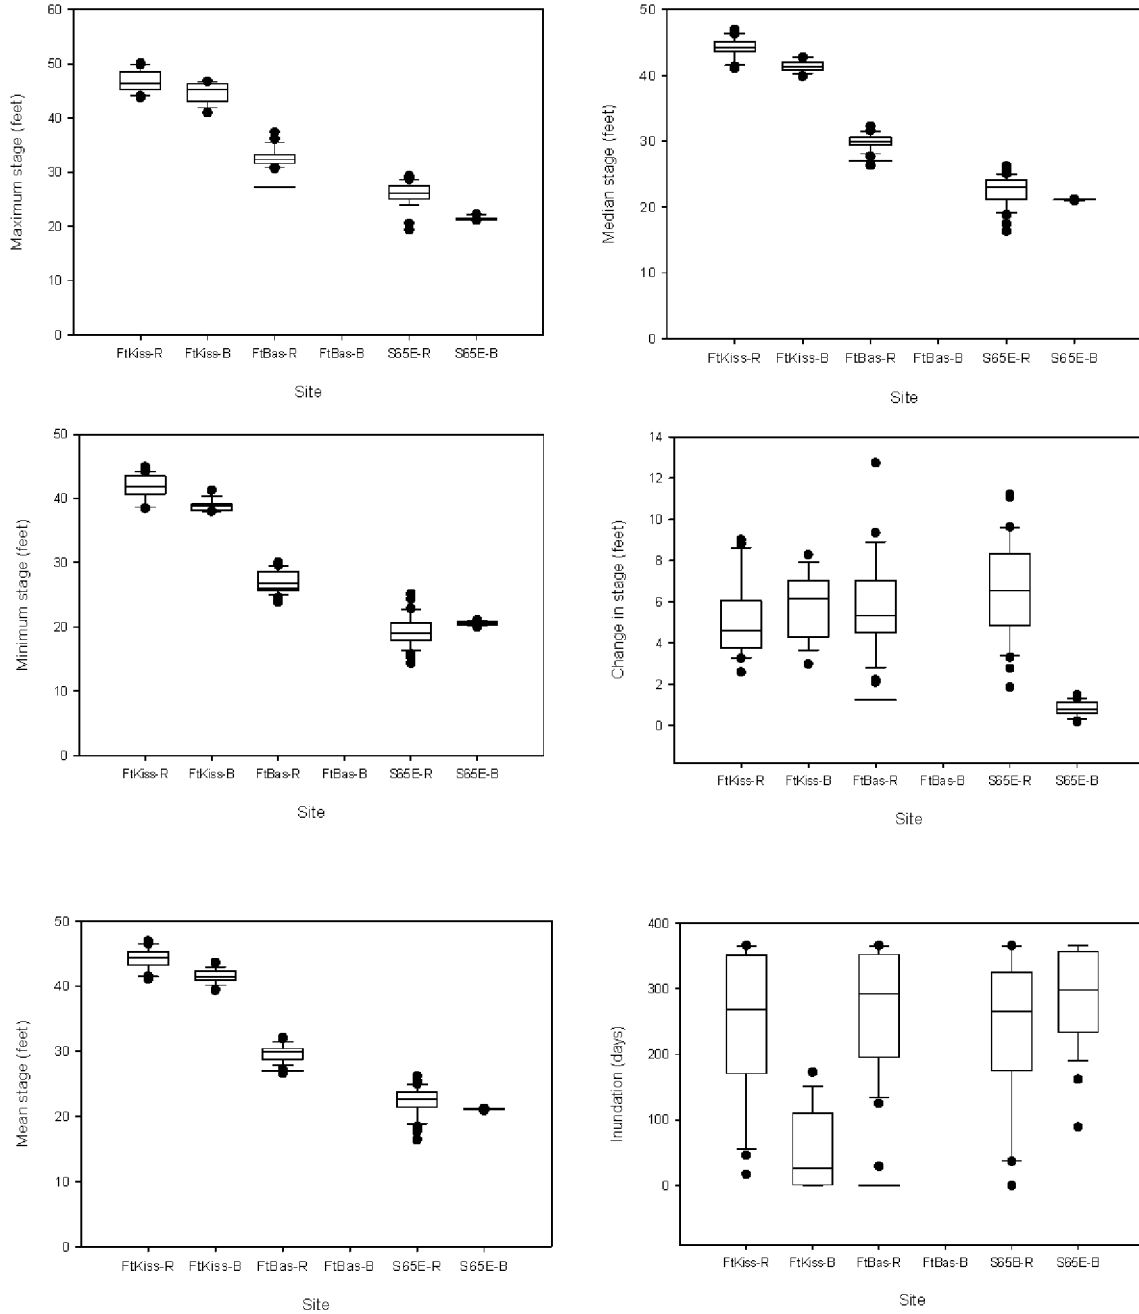 Maximum stage (feet)
60
50
40
30
20
10
0
FtKiss-R FtKiss-B FtBas-R FtBas-B S65E-R S65E-B
Site
Median stage (feet)
50
40
30
20
10
0
FtKiss-R FtKiss-B FtBas-R FtBas-B S65E-R S65E-B
Site
Minimum stage (feet)
50
40
30
20
10
0
FtKiss-R FtKiss-B FtBas-R FtBas-B S65E-R S65E-B
Site
Change in stage (feet)
14
12
10
8
6
4
2
0
FtKiss-R FtKiss-B FtBas-R FtBas-B S65E-R S65E-B
Site
Mean stage (feet)
50
40
30
20
10
0
FtKiss-R FtKiss-B FtBas-R FtBas-B S65E-R S65E-B
Site
Inundation (days)
400
300
200
100
0
FtKiss-R FtKiss-B FtBas-R FtBas-B S65E-R S65E-B
Site